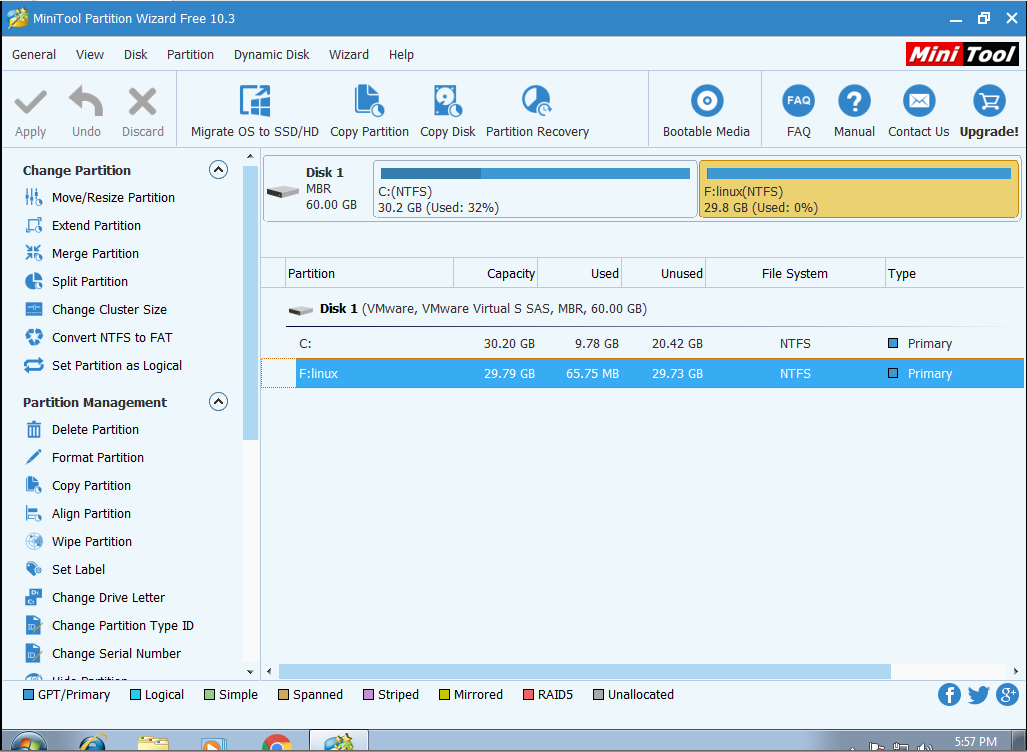 MiniTool Partition Wizard Free 10.3
General View Disk Partition Dynamic Disk Wizard Help
Mini Tool
Apply Undo Discard Migrate OS to SSD/HD Copy Partition Copy Disk Partition Recovery Bootable Media FAQ FAQ Manual Contact Us Upgrade!
Change Partition
Move/Resize Partition
Extend Partition
Merge Partition
Split Partition
Change Cluster Size
Convert NTFS to FAT
Set Partition as Logical
Partition Management
Delete Partition
Format Partition
Copy Partition
Align Partition
Wipe Partition
Set Label
Change Drive Letter
Change Partition Type ID
Change Serial Number
Hide Partition
Disk 1
MBR
60.00 GB
C:(NTFS)
30.2 GB (Used: 32%)
F:linux(NTFS)
29.8 GB (Used: 0%)
Partition Capacity Used Unused File System Type
Disk 1 (VMware, VMware Virtual S SAS, MBR, 60.00 GB)
C: 30.20 GB 9.78 GB 20.42 GB NTFS Primary
F:linux 29.79 GB 65.75 MB 29.73 GB NTFS Primary
GPT/Primary Logical Simple Spanned Striped Mirrored RAID5 Unallocated
5:57 PM